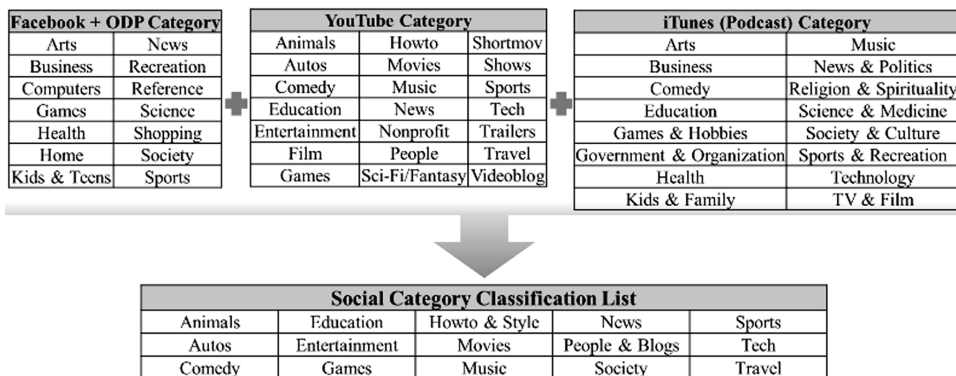 Facebook + ODP Category
Arts News
Business Recreation
Computers Reference
Games Science
Health Shopping
Home Society
Kids & Teens Sports
YouTube Category
Animals Howto Shortmov
Autos Movies Shows
Comedy Music Sports
Education News Tech
Entertainment Nonprofit Trailers
Film People Travel
Games Sci-Fi/Fantasy Videoblog
iTunes (Podcast) Category
Arts Music
Business News & Politics
Comedy Religion & Spirituality
Education Science & Medicine
Games & Hobbies Society & Culture
Government & Organization Sports & Recreation
Health Technology
Kids & Family TV & Film
Social Category Classification List
Animals Education Howto & Style News Sports
Autos Entertainment Movies People & Blogs Tech
Comedy Games Music Society Travel